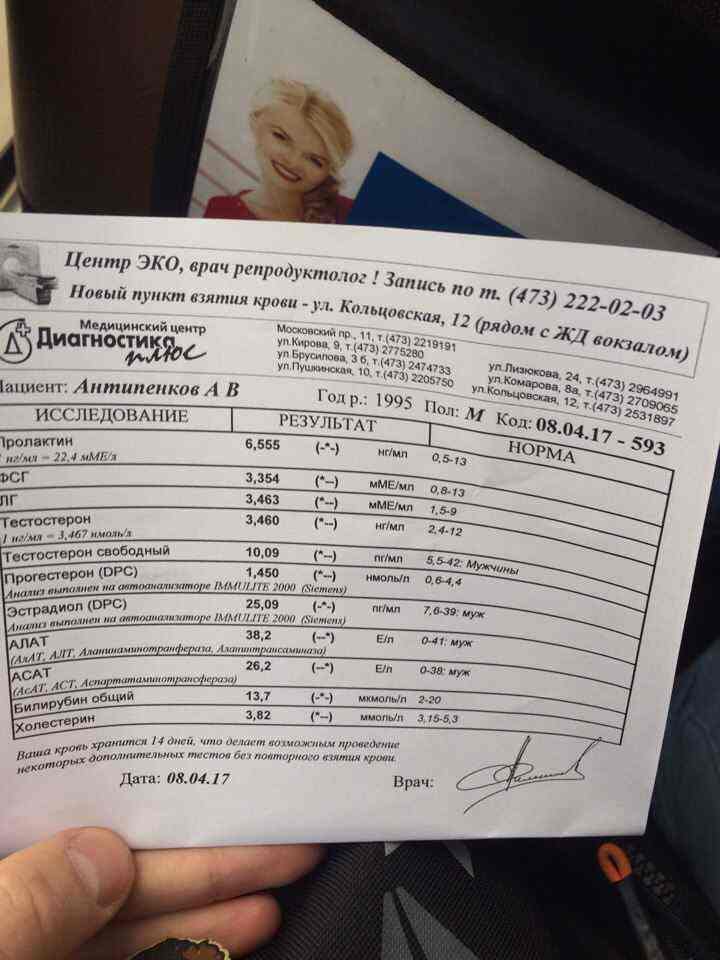 Центр ЭКО, врач репродуктолог ! Запись по т. (473) 222-02-03
Новый пункт взятия крови - ул. Кольцовская, 12 (рядом с ЖД вокзалом)
Медицинский центр
Диагностика
плюс
Московский пр., 11, т.(473) 2219191
ул.Кирова, 9, т.(473) 2775280
ул.Брусилова, 3 б, т.(473) 2474733
ул.Пушкинская, 10, т.(473) 2205750
ул.Лизюкова, 24, т.(473) 2964991
ул.Комарова, 8а, т.(473) 2709065
ул.Кольцовская, 12, т.(473) 2531897
Пациент: Антипенков А В Год р.: 1995 Пол: М Код: 08.04.17 - 593
ИССЛЕДОВАНИЕ РЕЗУЛЬТАТ НОРМА
Пролактин 6,555 (-*-) нг/мл 0,5-13
1 нг/мл = 22,4 мМЕ/л
ФСГ 3,354 (*--) мМЕ/мл 0,8-13
ЛГ 3,463 (*--) мМЕ/мл 1,5-9
Тестостерон 3,460 (*--) нг/мл 2,4-12
1 нг/мл = 3,467 нмоль/л
Тестостерон свободный 10,09 (*--) пг/мл 5,5-42: Мужчины
Прогестерон (DPC) 1,450 (*--) нмоль/л 0,6-4,4
Анализ выполнен на автоанализаторе IMMULITE 2000 (Siemens)
Эстрадиол (DPC) 25,09 (-*-) пг/мл 7,6-39: муж
Анализ выполнен на автоанализаторе IMMULITE 2000 (Siemens)
АЛАТ 38,2 (--*) Е/л 0-41: муж
(АлАТ, АЛТ, Аланинаминотранфераза, Аланинтрансаминаза)
АСАТ 26,2 (--*) Е/л 0-38: муж
(АсАТ, АСТ, Аспартатаминотрансфераза)
Билирубин общий 13,7 (-*-) мкмоль/л 2-20
Холестерин 3,82 (*--) ммоль/л 3,15-5,3
Ваша кровь хранится 14 дней, что делает возможным проведение
некоторых дополнительных тестов без повторного взятия крови.
Дата: 08.04.17 Врач: